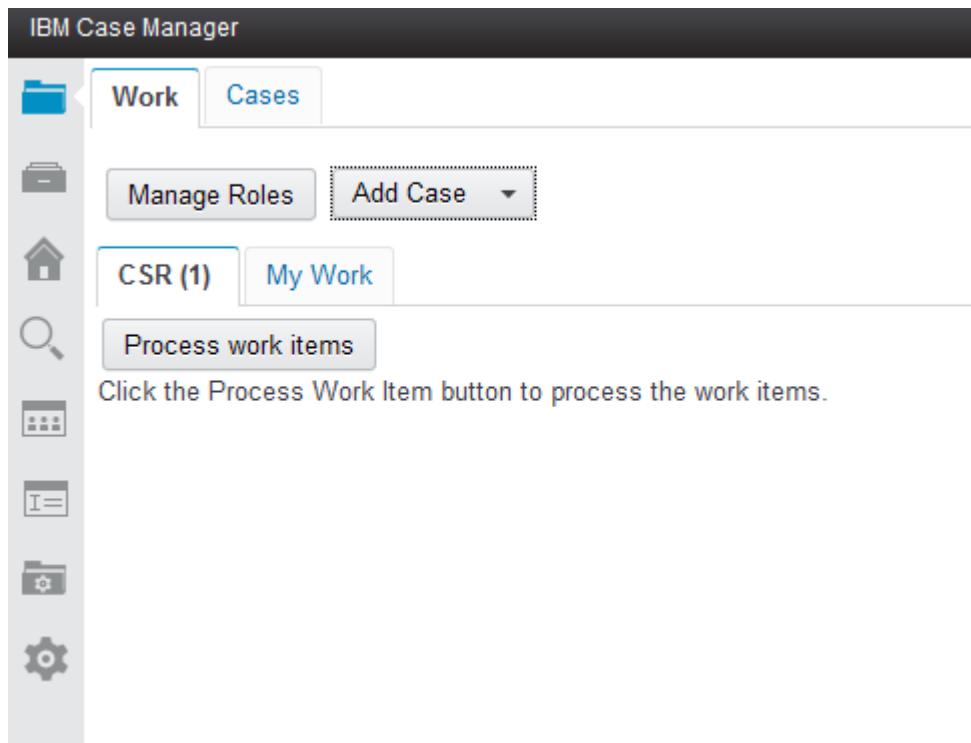 IBM Case Manager
Work Cases
Manage Roles Add Case
CSR (1) My Work
Process work items
Click the Process Work Item button to process the work items.